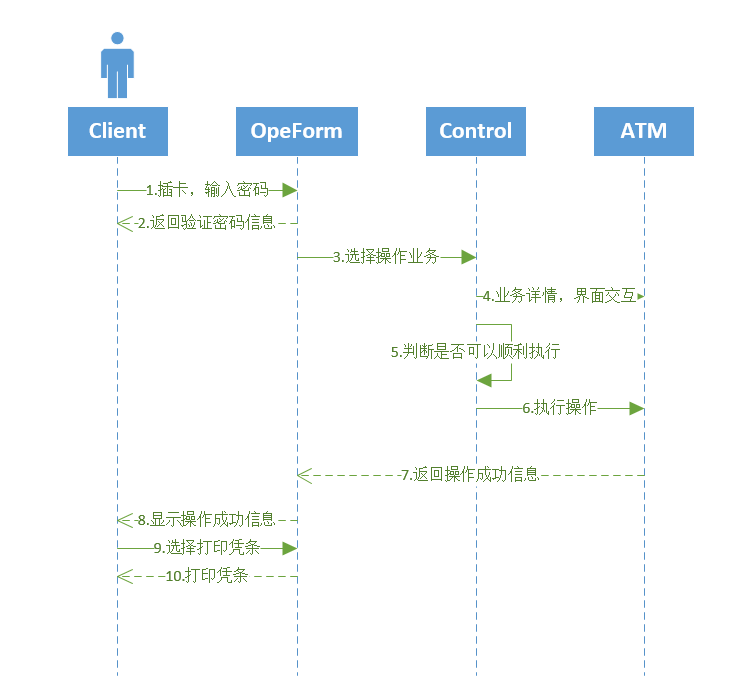 Client
OpeForm
Control
ATM
1.插卡，输入密码
2.返回验证密码信息
3.选择操作业务
4.业务详情，界面交互
5.判断是否可以顺利执行
6.执行操作
7.返回操作成功信息
8.显示操作成功信息
9.选择打印凭条
10.打印凭条